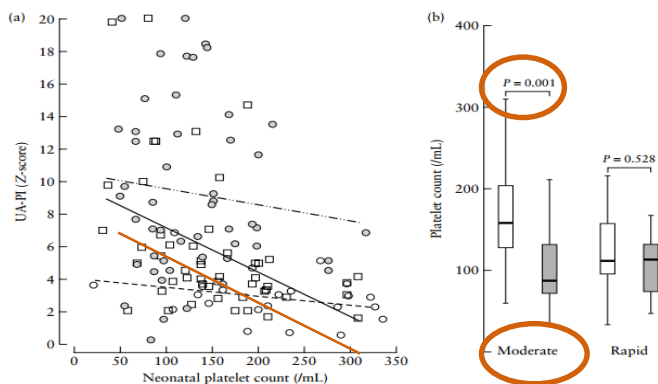 (a)
20
18
16
14
12
10
8
6
4
2
0
UA-PI (Z-score)
0
50
100
150
200
250
300
350
Neonatal platelet count (/mL)
(b)
400
300
200
100
Platelet count (/mL)
P = 0.001
P = 0.528
Moderate
Rapid